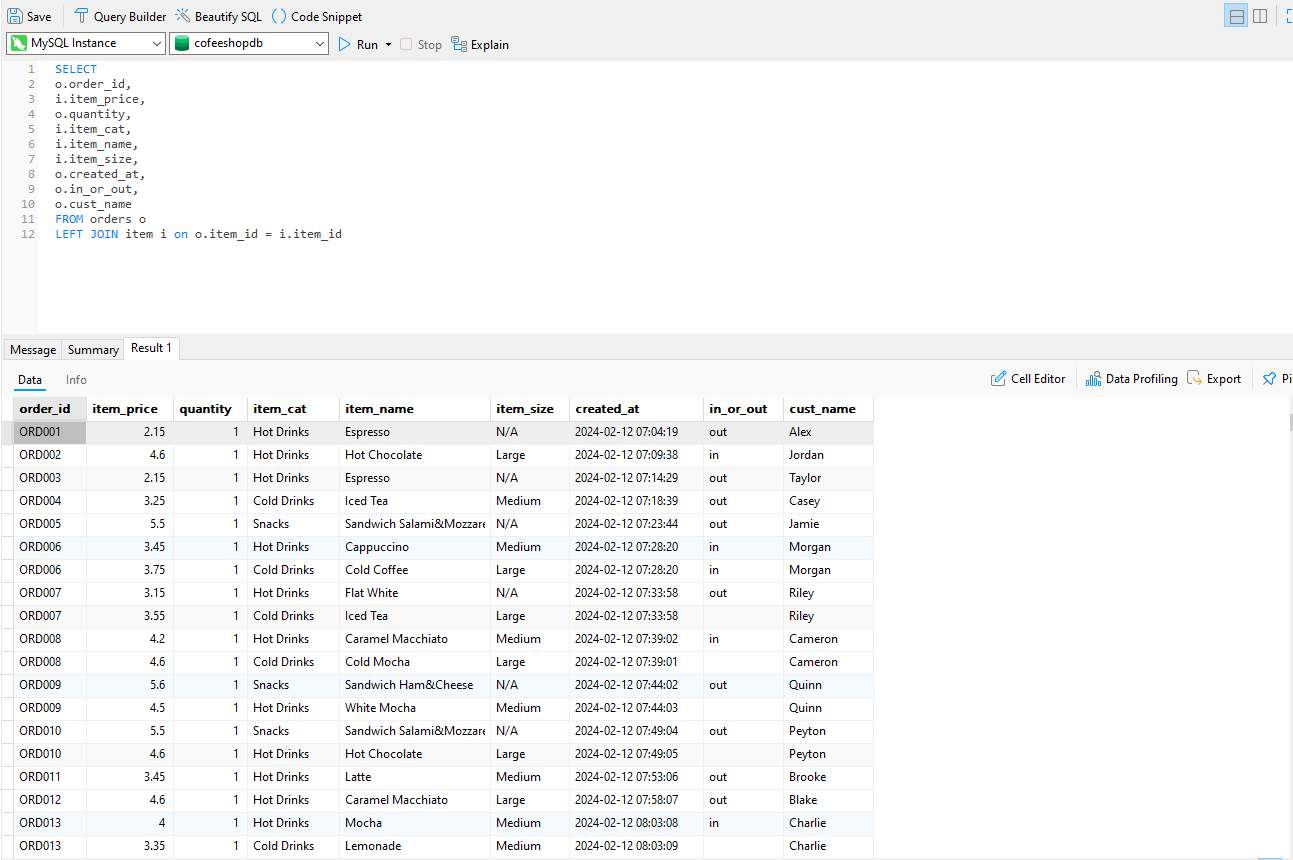 Save Query Builder Beautify SQL Code Snippet
MySQL Instance cofeeshopdb Run Stop Explain
1 SELECT
2 o.order_id,
3 i.item_price,
4 o.quantity,
5 i.item_cat,
6 i.item_name,
7 i.item_size,
8 o.created_at,
9 o.in_or_out,
10 o.cust_name
11 FROM orders o
12 LEFT JOIN item i on o.item_id = i.item_id
Message Summary Result 1
Data Info Cell Editor Data Profiling Export Pi
order_id item_price quantity item_cat item_name item_size created_at in_or_out cust_name
ORD001 2.15 1 Hot Drinks Espresso N/A 2024-02-12 07:04:19 out Alex
ORD002 4.6 1 Hot Drinks Hot Chocolate Large 2024-02-12 07:09:38 in Jordan
ORD003 2.15 1 Hot Drinks Espresso N/A 2024-02-12 07:14:29 out Taylor
ORD004 3.25 1 Cold Drinks Iced Tea Medium 2024-02-12 07:18:39 out Casey
ORD005 5.5 1 Snacks Sandwich Salami&Mozzare N/A 2024-02-12 07:23:44 out Jamie
ORD006 3.45 1 Hot Drinks Cappuccino Medium 2024-02-12 07:28:20 in Morgan
ORD006 3.75 1 Cold Drinks Cold Coffee Large 2024-02-12 07:28:20 in Morgan
ORD007 3.15 1 Hot Drinks Flat White N/A 2024-02-12 07:33:58 out Riley
ORD007 3.55 1 Cold Drinks Iced Tea Large 2024-02-12 07:33:58 Riley
ORD008 4.2 1 Hot Drinks Caramel Macchiato Medium 2024-02-12 07:39:02 in Cameron
ORD008 4.6 1 Cold Drinks Cold Mocha Large 2024-02-12 07:39:01 Cameron
ORD009 5.6 1 Snacks Sandwich Ham&Cheese N/A 2024-02-12 07:44:02 out Quinn
ORD009 4.5 1 Hot Drinks White Mocha Medium 2024-02-12 07:44:03 Quinn
ORD010 5.5 1 Snacks Sandwich Salami&Mozzare N/A 2024-02-12 07:49:04 out Peyton
ORD010 4.6 1 Hot Drinks Hot Chocolate Large 2024-02-12 07:49:05 Peyton
ORD011 3.45 1 Hot Drinks Latte Medium 2024-02-12 07:53:06 out Brooke
ORD012 4.6 1 Hot Drinks Caramel Macchiato Large 2024-02-12 07:58:07 out Blake
ORD013 4 1 Hot Drinks Mocha Medium 2024-02-12 08:03:08 in Charlie
ORD013 3.35 1 Cold Drinks Lemonade Medium 2024-02-12 08:03:09 Charlie